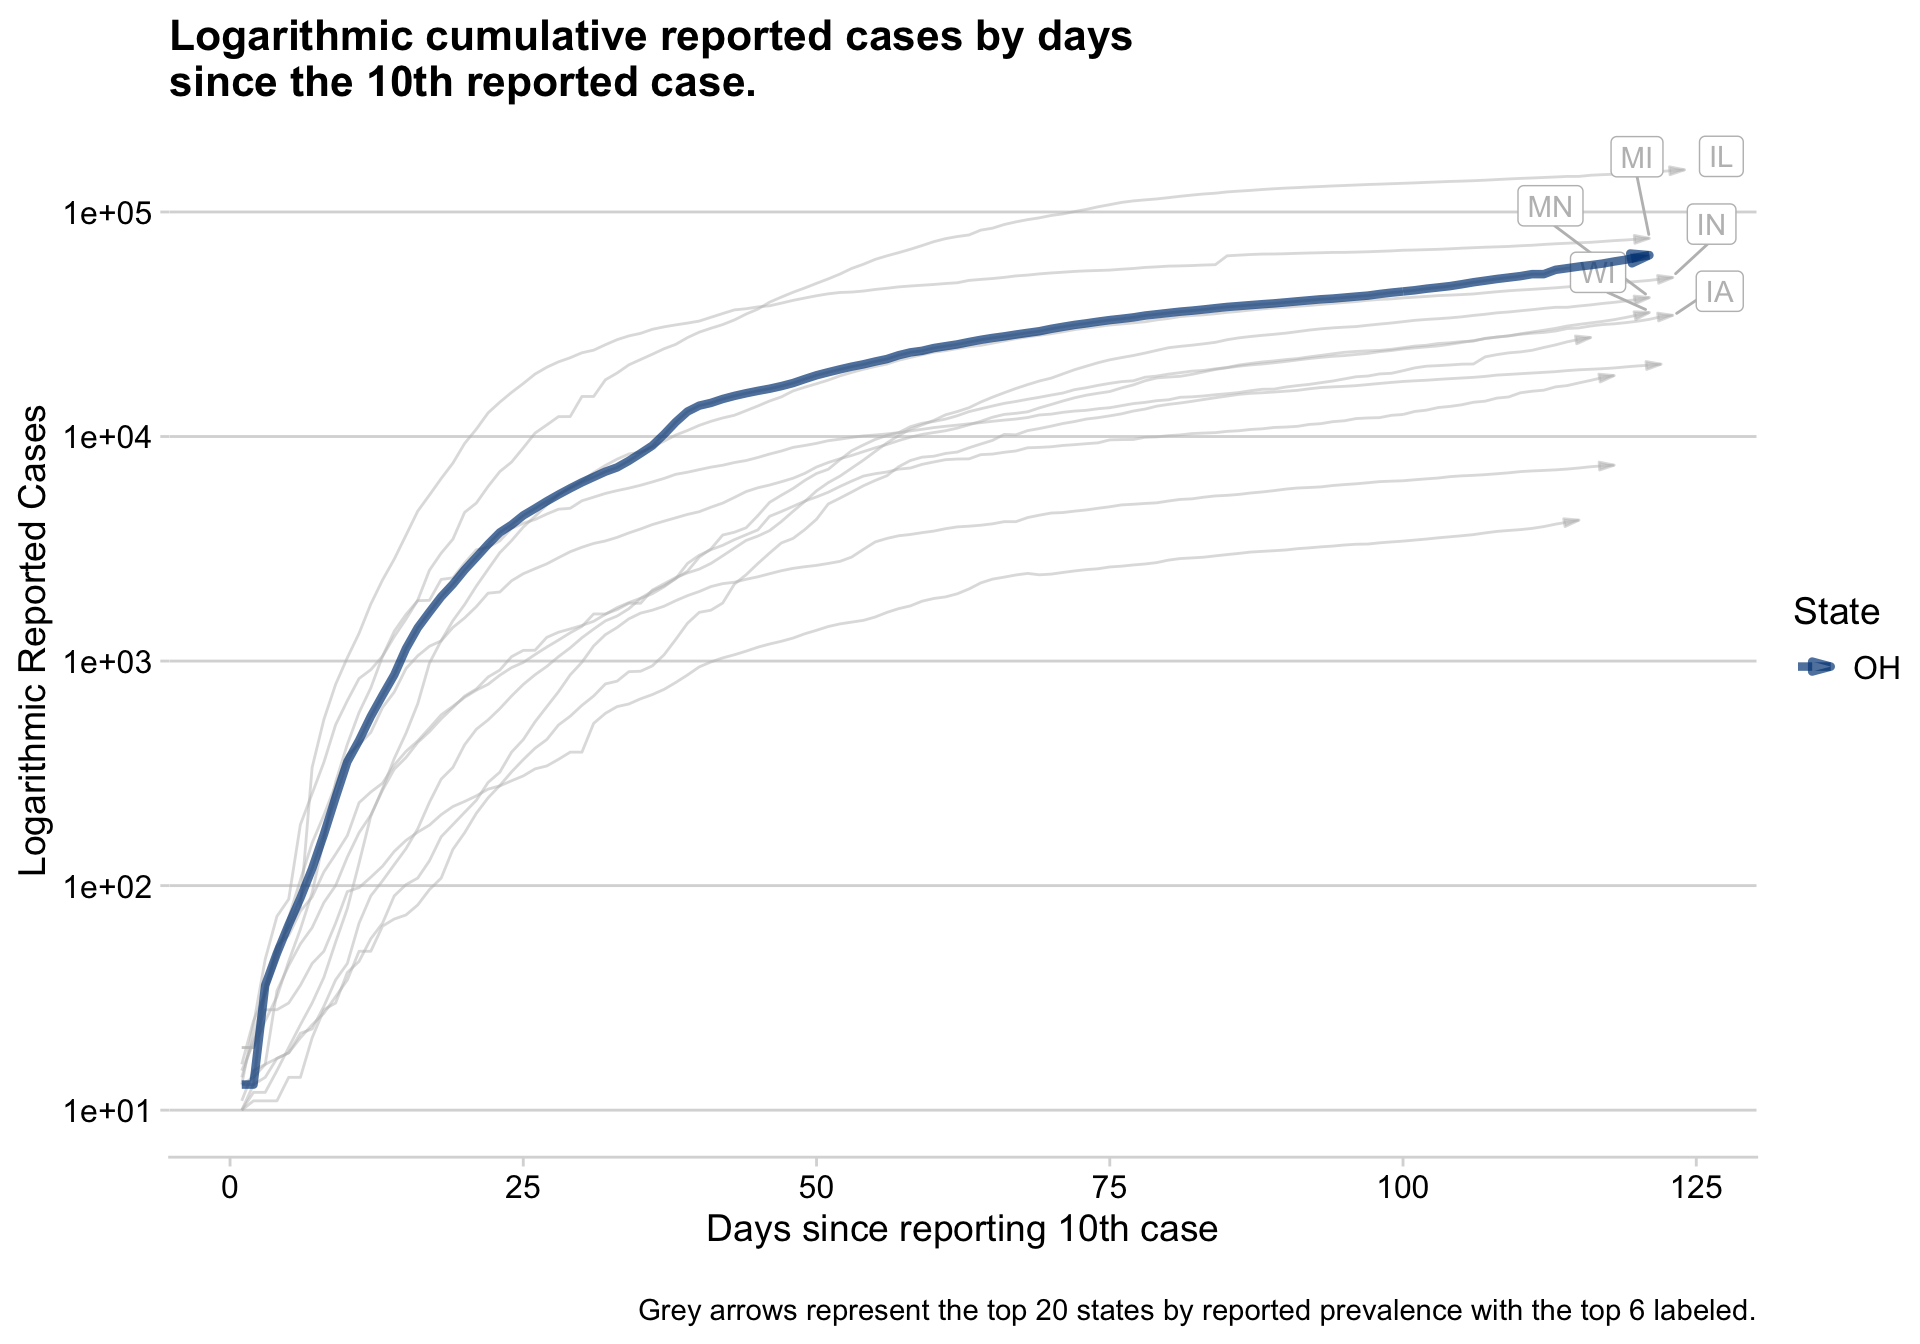 Logarithmic cumulative reported cases by days
since the 10th reported case.
Logarithmic Reported Cases
1e+05
1e+04
1e+03
1e+02
1e+01
MI
IL
MN
IN
WI
IA
State
OH
0
25
50
75
100
125
Days since reporting 10th case
Grey arrows represent the top 20 states by reported prevalence with the top 6 labeled.